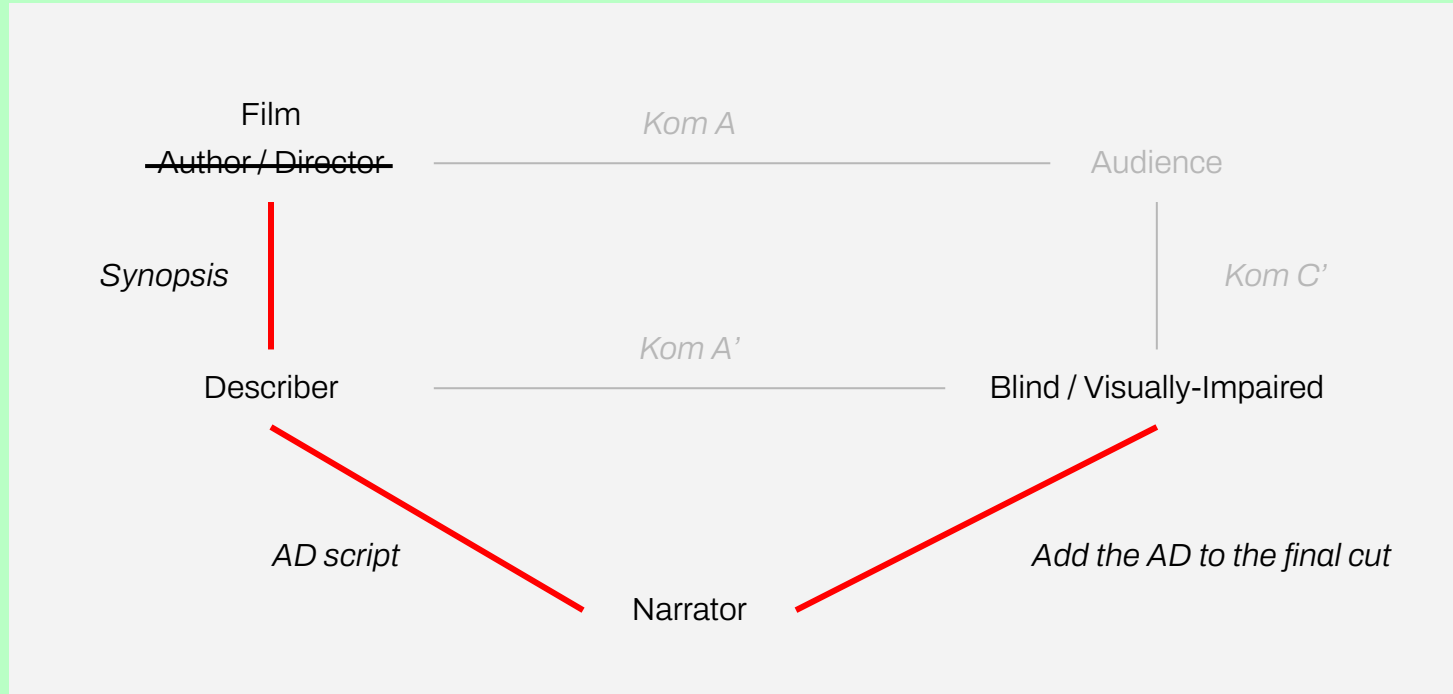 Film
Kom A
Author / Director
Audience
Synopsis
Kom C’
Kom A’
Describer
Blind / Visually-Impaired
AD script
Add the AD to the final cut
Narrator